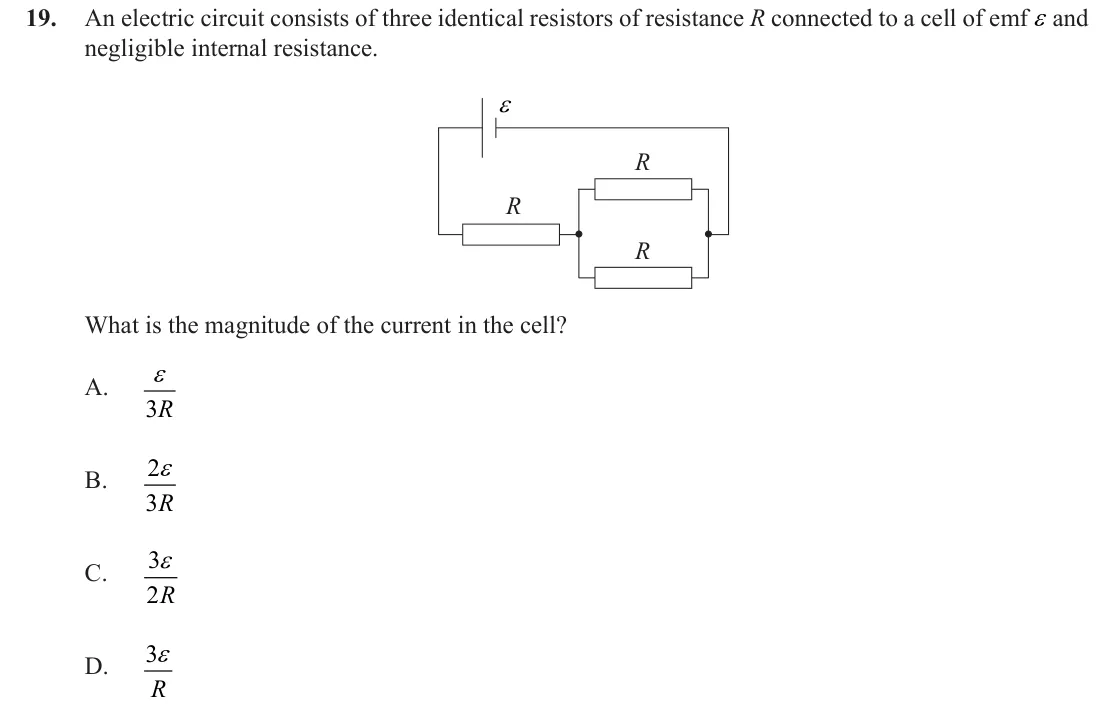 19. An electric circuit consists of three identical resistors of resistance R connected to a cell of emf ε and
negligible internal resistance.
ε
R
R
R
What is the magnitude of the current in the cell?
A. ε/3R
B. 2ε/3R
C. 3ε/2R
D. 3ε/R